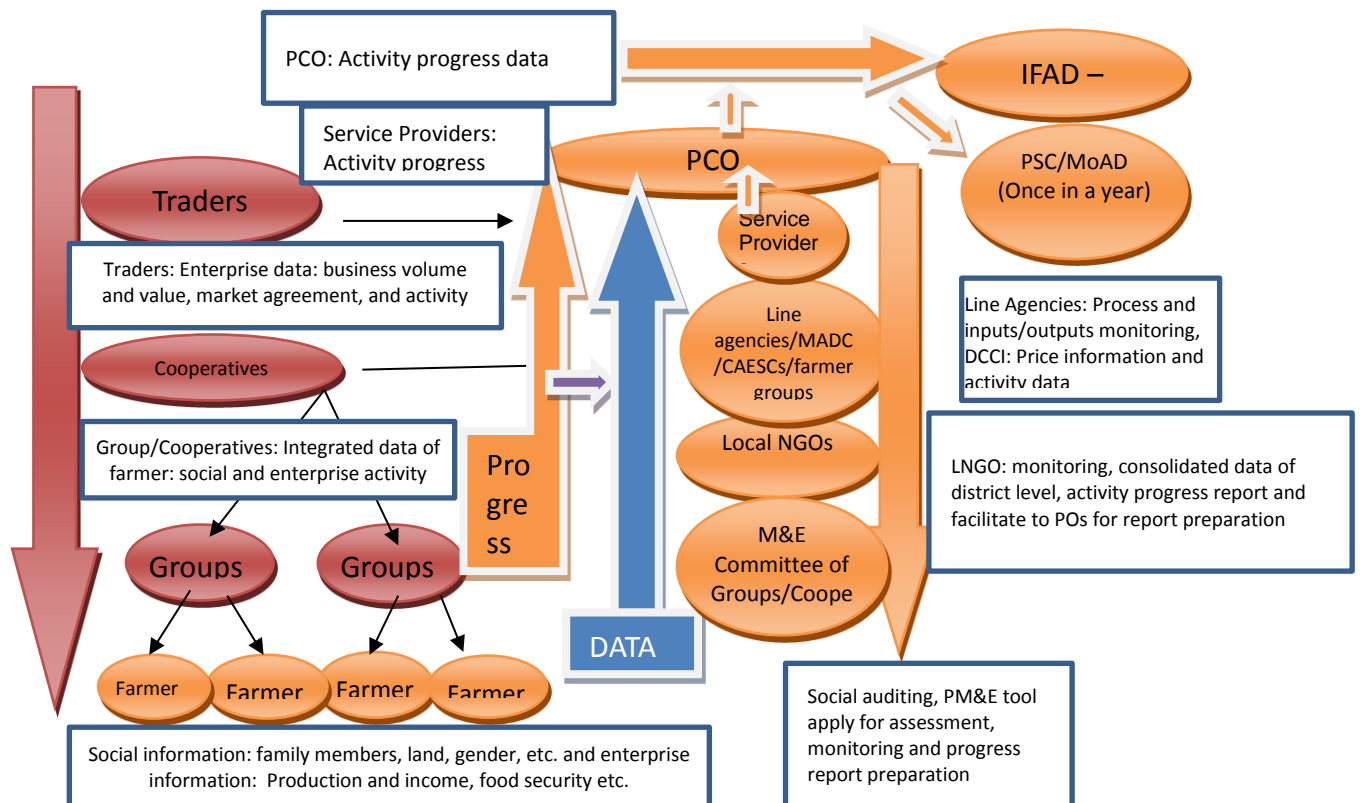 PCO: Activity progress data
IFAD –
Service Providers:
Activity progress
PCO
PSC/MoAD
(Once in a year)
Traders
Service
Provider
Traders: Enterprise data: business volume
and value, market agreement, and activity
Line
agencies/MADC
/CAESCs/farmer
groups
Line Agencies: Process and
inputs/outputs monitoring,
DCCI: Price information and
activity data
Cooperatives
Group/Cooperatives: Integrated data of
farmer: social and enterprise activity
Pro
gre
ss
Local NGOs
LNGO: monitoring, consolidated data of
district level, activity progress report and
facilitate to POs for report preparation
M&E
Committee of
Groups/Coope
Groups
Groups
DATA
Farmer
Farmer
Farmer
Farmer
Social auditing, PM&E tool
apply for assessment,
monitoring and progress
report preparation
Social information: family members, land, gender, etc. and enterprise
information: Production and income, food security etc.